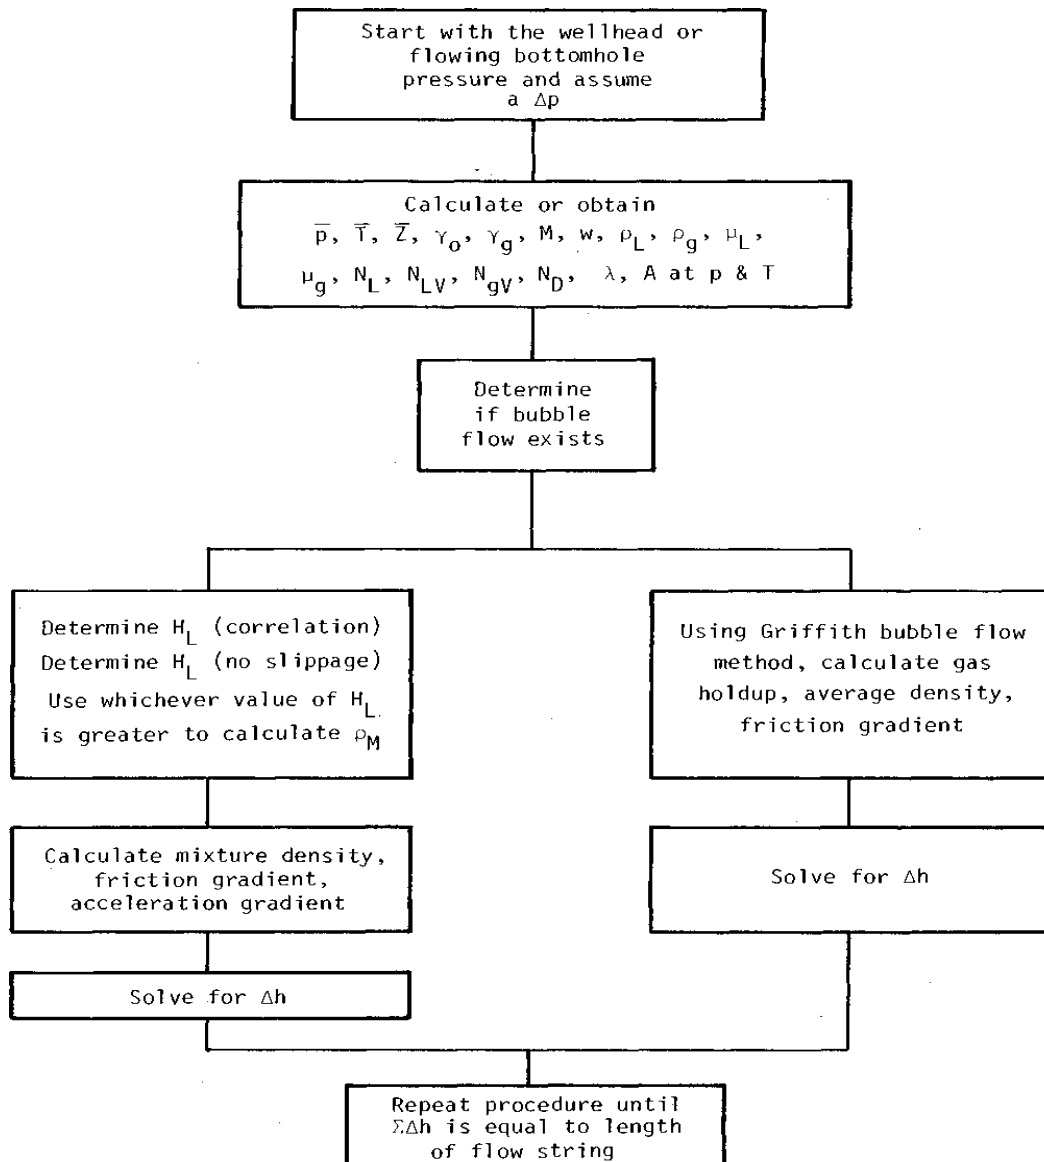 Start with the wellhead or
flowing bottomhole
pressure and assume
a Δp
Calculate or obtain
p̅, T̅, Z̅, γo, γg, M, w, ρL, ρg, μL,
μg, NL, NLV, NgV, ND, λ, A at p & T
Determine
if bubble
flow exists
Determine HL (correlation)
Determine HL (no slippage)
Use whichever value of HL
is greater to calculate ρM
Using Griffith bubble flow
method, calculate gas
holdup, average density,
friction gradient
Calculate mixture density,
friction gradient,
acceleration gradient
Solve for Δh
Solve for Δh
Repeat procedure until
ΣΔh is equal to length
of flow string